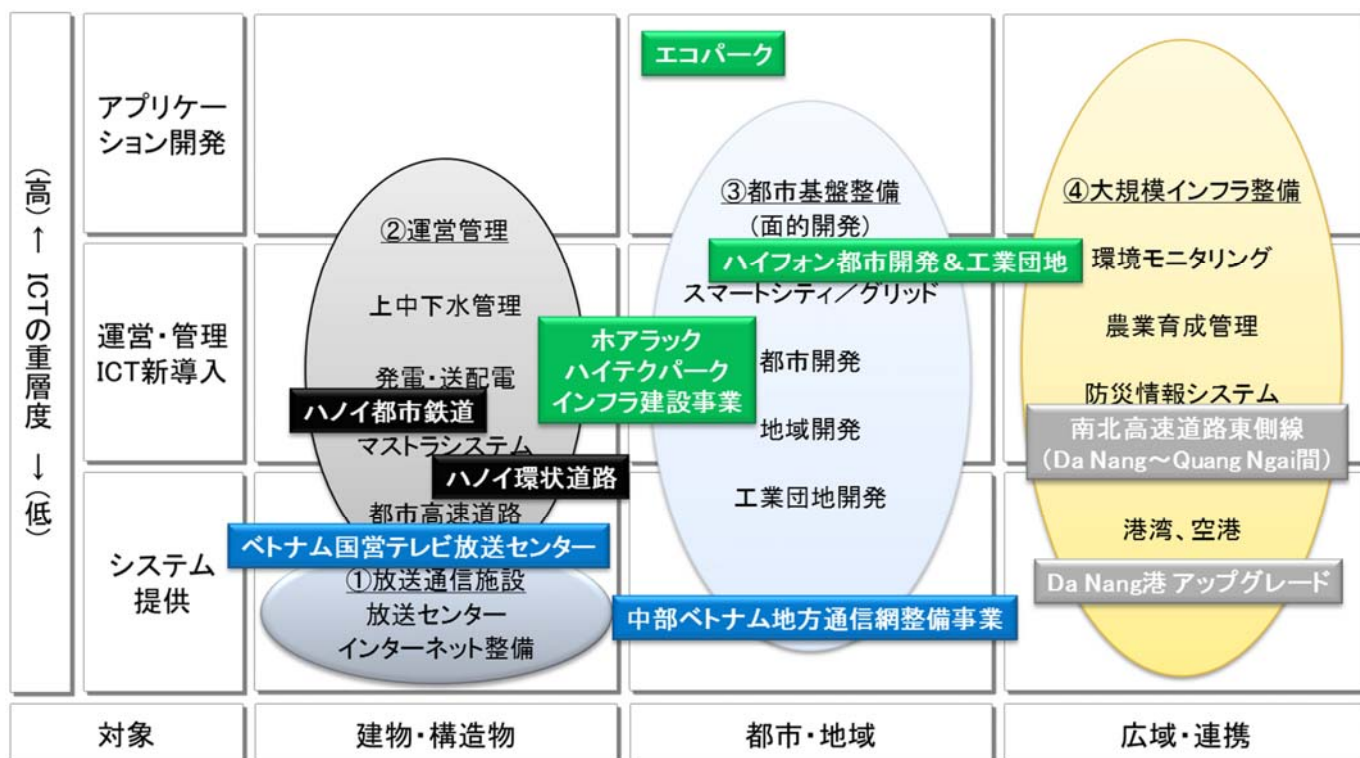 (高)↑ ICTの重層度 ↓(低)
アプリケー
ション開発
運営・管理
ICT新導入
システム
提供
対象
建物・構造物
都市・地域
広域・連携
②運営管理
上中下水管理
発電・送配電
ハノイ都市鉄道
マストラシステム
ハノイ環状道路
都市高速道路
ベトナム国営テレビ放送センター
①放送通信施設
放送センター
インターネット整備
エコパーク
③都市基盤整備
(面的開発)
ハイフォン都市開発&工業団地
スマートシティ/グリッド
ホアラック
ハイテクパーク
インフラ建設事業
都市開発
地域開発
工業団地開発
中部ベトナム地方通信網整備事業
④大規模インフラ整備
環境モニタリング
農業育成管理
防災情報システム
南北高速道路東側線
(Da Nang～Quang Ngai間)
港湾、空港
Da Nang港 アップグレード